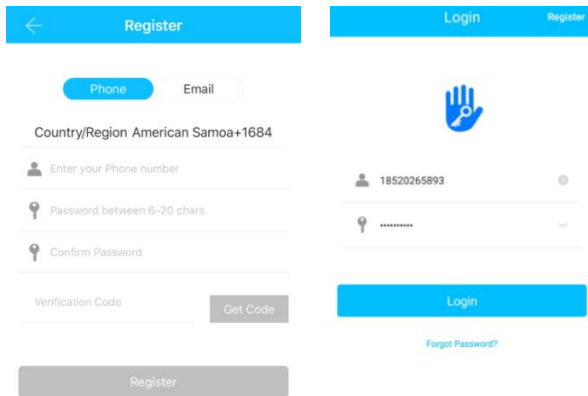 Register
Phone
Email
Country/Region American Samoa+1684
Enter your Phone number
Password between 6-20 chars
Confirm Password
Verification Code
Get Code
Register
Login
Register
18520265893
••••••••••
Login
Forgot Password?